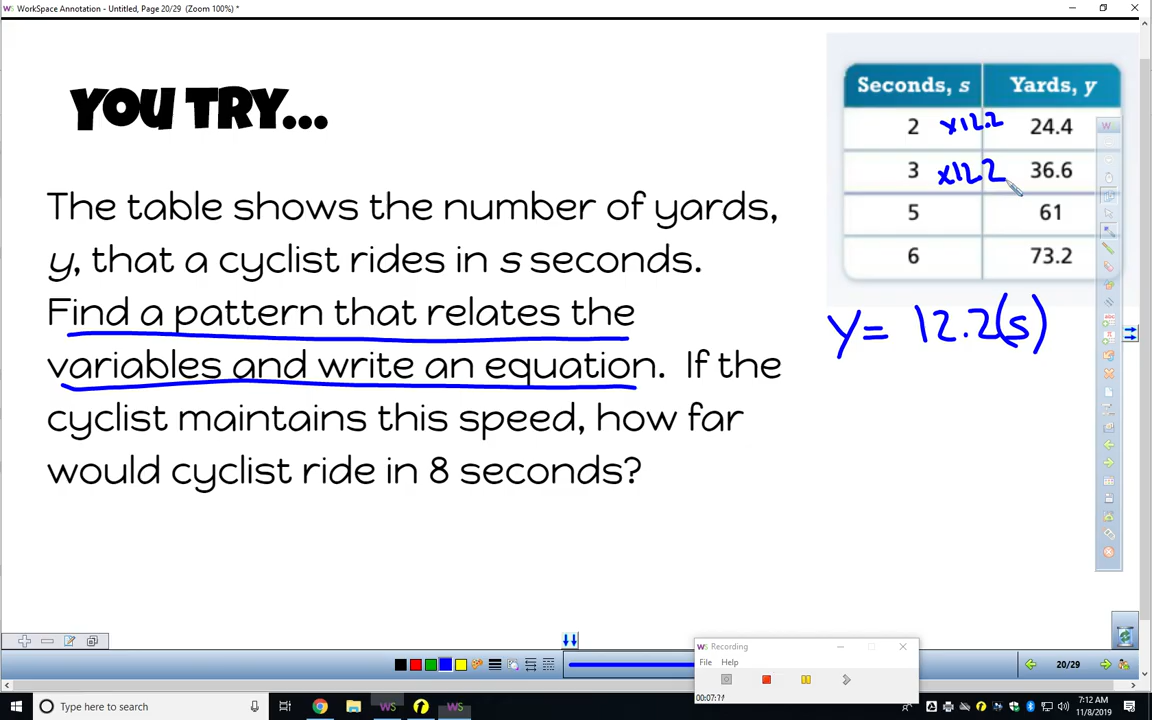 WorkSpace Annotation - Untitled, Page 20/29 (Zoom 100%) *
YOU TRY...
The table shows the number of yards,
y, that a cyclist rides in s seconds.
Find a pattern that relates the
variables and write an equation. If the
cyclist maintains this speed, how far
would cyclist ride in 8 seconds?
Seconds, s Yards, y
2 x12.2 24.4
3 x12.2 36.6
5 61
6 73.2
y= 12.2(s)
Recording
File Help
20/29
Type here to search
7:12 AM
11/8/2019